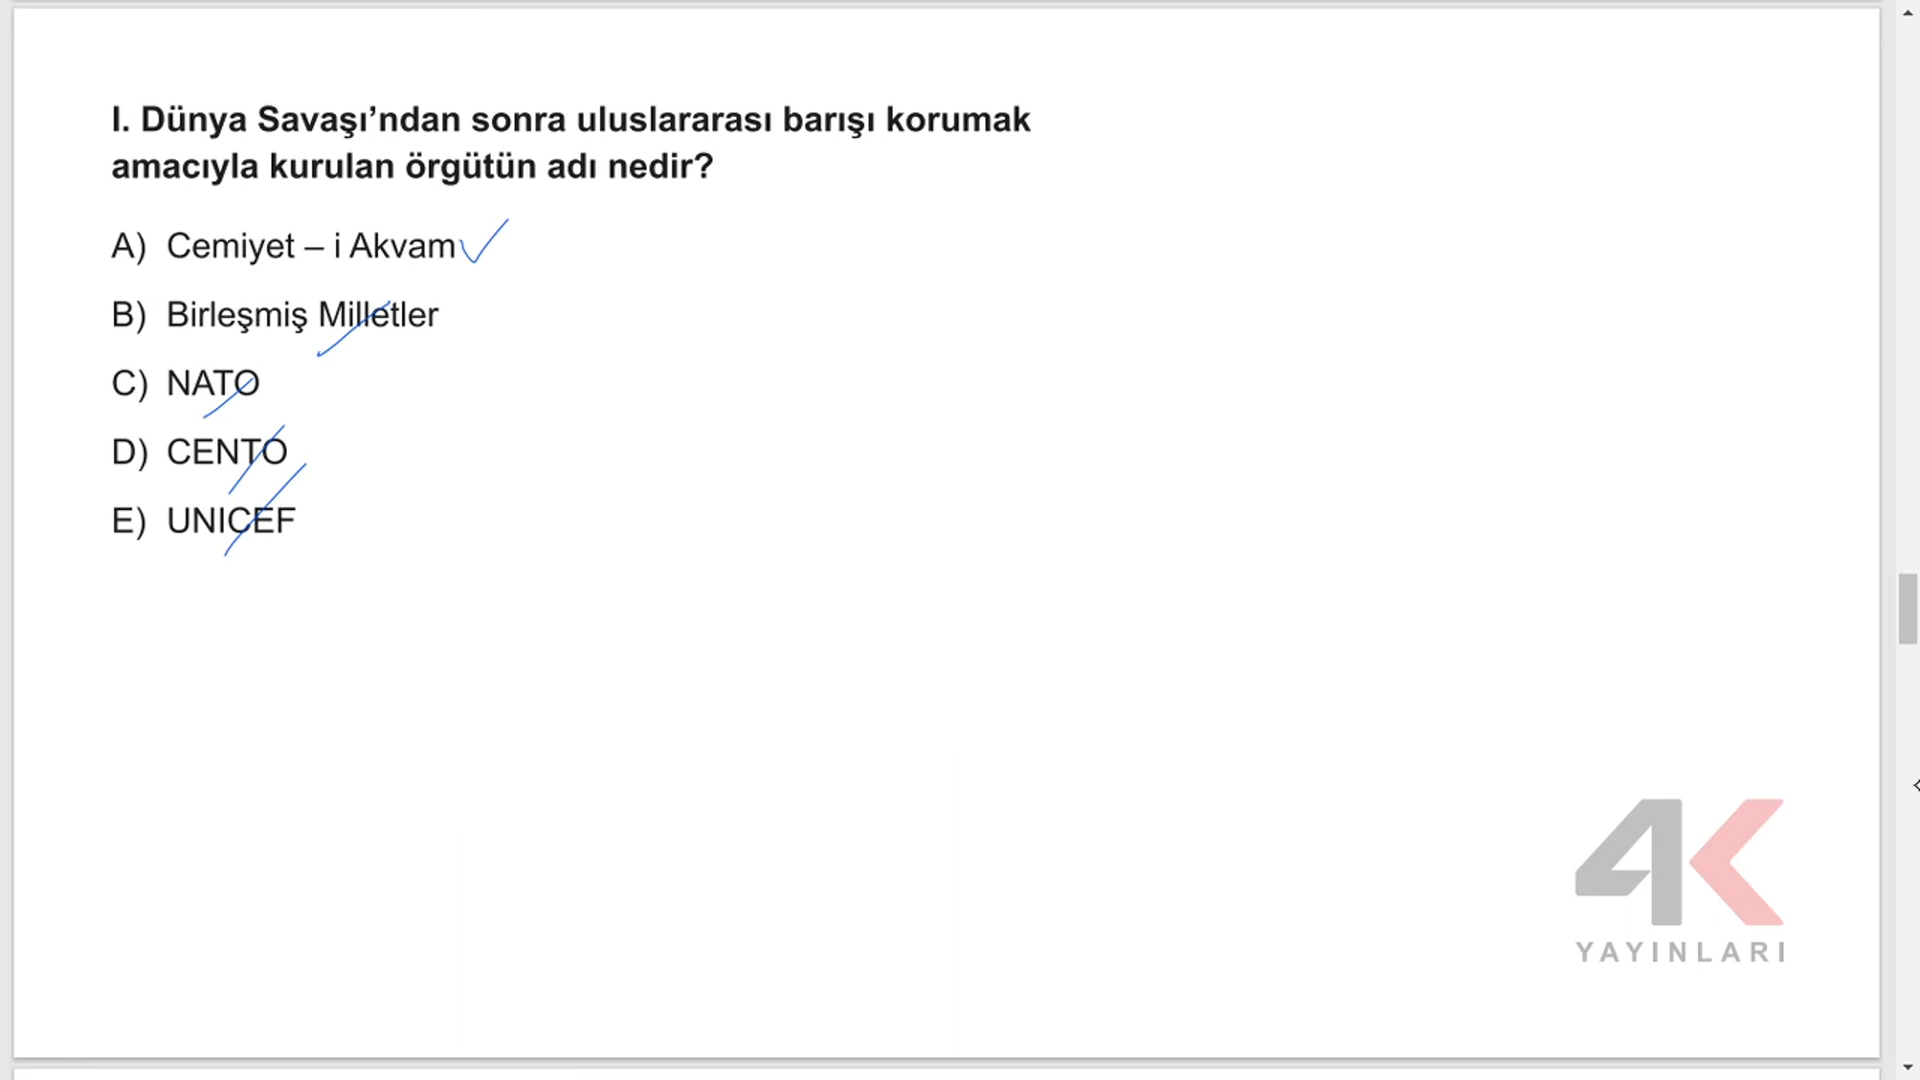 I. Dünya Savaşı’ndan sonra uluslararası barışı korumak
amacıyla kurulan örgütün adı nedir?
A) Cemiyet – i Akvam
B) Birleşmiş Milletler
C) NATO
D) CENTO
E) UNICEF
4K
YAYINLARI